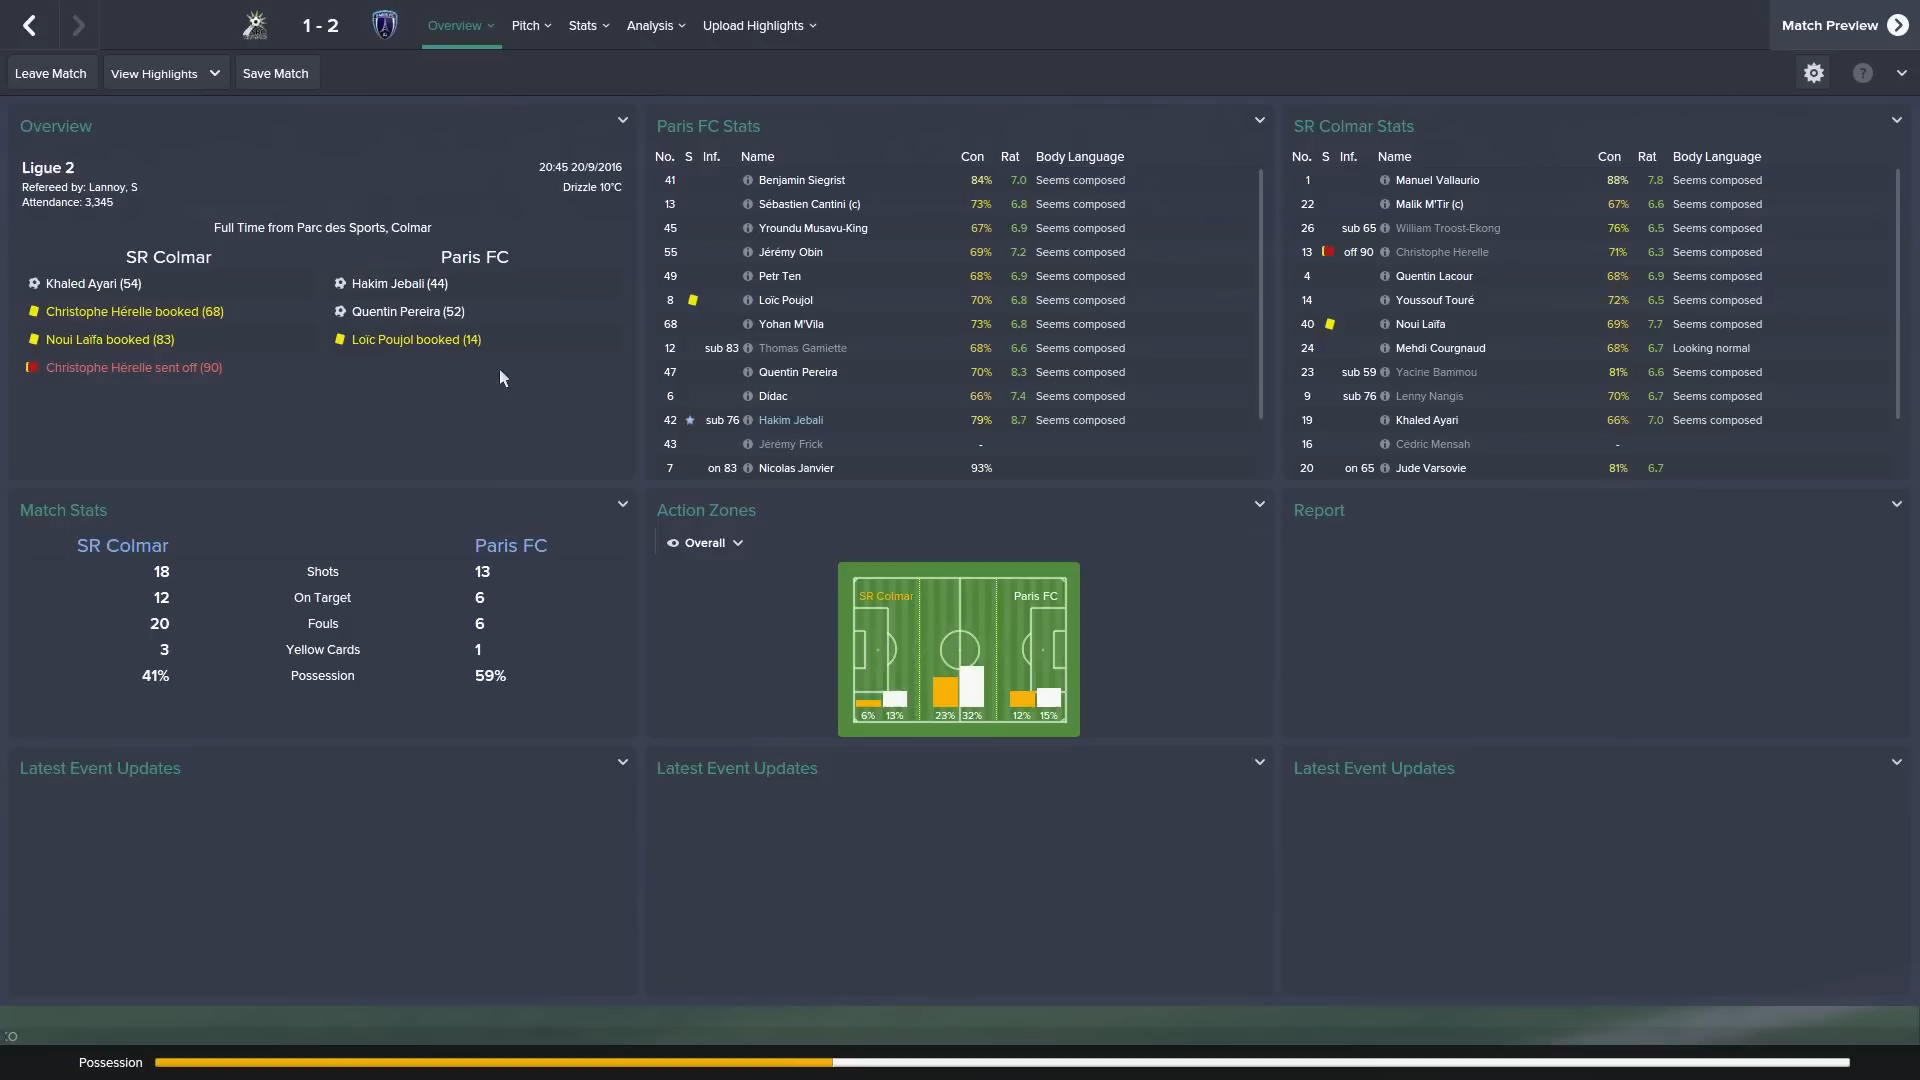 1 - 2
Overview
Pitch
Stats
Analysis
Upload Highlights
Match Preview
Leave Match
View Highlights
Save Match
?
Overview
Ligue 2
20:45 20/9/2016
Refereed by: Lannoy, S
Drizzle 10°C
Attendance: 3,345
Full Time from Parc des Sports, Colmar
SR Colmar
Paris FC
Khaled Ayari (54)
Hakim Jebali (44)
Christophe Hérelle booked (68)
Quentin Pereira (52)
Noui Laïfa booked (83)
Loïc Poujol booked (14)
Christophe Hérelle sent off (90)
Paris FC Stats
No. S Inf. Name Con Rat Body Language
41 Benjamin Siegrist 84% 7.0 Seems composed
13 Sébastien Cantini (c) 73% 6.8 Seems composed
45 Yroundu Musavu-King 67% 6.9 Seems composed
55 Jérémy Obin 69% 7.2 Seems composed
49 Petr Ten 68% 6.9 Seems composed
8 Loïc Poujol 70% 6.8 Seems composed
68 Yohan M'Vila 73% 6.8 Seems composed
12 sub 83 Thomas Gamiette 68% 6.6 Seems composed
47 Quentin Pereira 70% 8.3 Seems composed
6 Dídac 66% 7.4 Seems composed
42 sub 76 Hakim Jebali 79% 8.7 Seems composed
43 Jérémy Frick -
7 on 83 Nicolas Janvier 93%
SR Colmar Stats
No. S Inf. Name Con Rat Body Language
1 Manuel Vallaurio 88% 7.8 Seems composed
22 Malik M'Tir (c) 67% 6.6 Seems composed
26 sub 65 William Troost-Ekong 76% 6.5 Seems composed
13 off 90 Christophe Hérelle 71% 6.3 Seems composed
4 Quentin Lacour 68% 6.9 Seems composed
14 Youssouf Touré 72% 6.5 Seems composed
40 Noui Laïfa 69% 7.7 Seems composed
24 Mehdi Courgnaud 68% 6.7 Looking normal
23 sub 59 Yacine Bammou 81% 6.6 Seems composed
9 sub 76 Lenny Nangis 70% 6.7 Seems composed
19 Khaled Ayari 66% 7.0 Seems composed
16 Cédric Mensah -
20 on 65 Jude Varsovie 81% 6.7
Match Stats
SR Colmar Paris FC
18 Shots 13
12 On Target 6
20 Fouls 6
3 Yellow Cards 1
41% Possession 59%
Action Zones
Overall
SR Colmar Paris FC
6% 13% 23% 32% 12% 15%
Report
Latest Event Updates
Latest Event Updates
Latest Event Updates
Possession